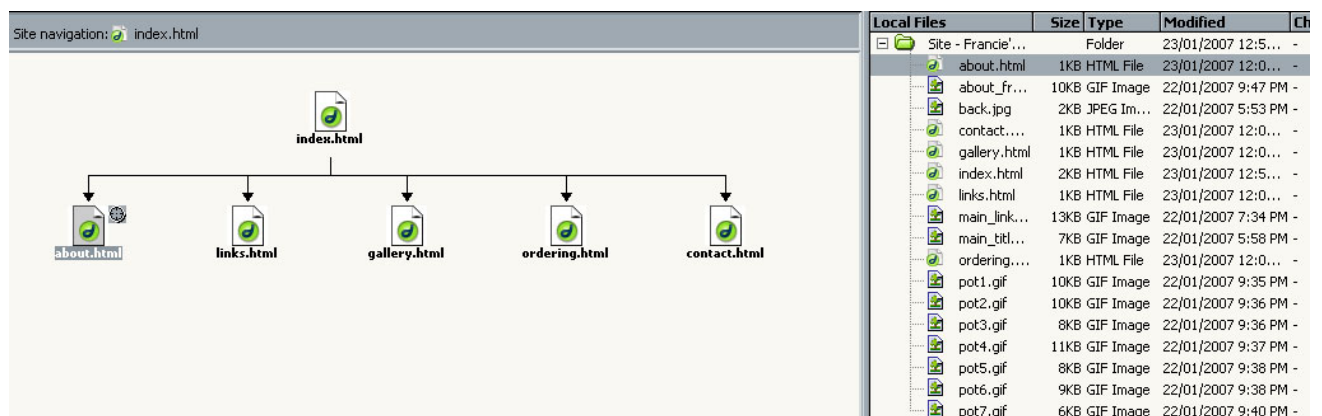 Site navigation: index.html
index.html
about.html links.html gallery.html ordering.html contact.html
Local Files Size Type Modified Ch
Site - Francie'... Folder 23/01/2007 12:5... -
about.html 1KB HTML File 23/01/2007 12:0... -
about_fr... 10KB GIF Image 22/01/2007 9:47 PM -
back.jpg 2KB JPEG Im... 22/01/2007 5:53 PM -
contact.... 1KB HTML File 23/01/2007 12:0... -
gallery.html 1KB HTML File 23/01/2007 12:0... -
index.html 2KB HTML File 23/01/2007 12:5... -
links.html 1KB HTML File 23/01/2007 12:0... -
main_link... 13KB GIF Image 22/01/2007 7:34 PM -
main_titl... 7KB GIF Image 22/01/2007 5:58 PM -
ordering.... 1KB HTML File 23/01/2007 12:0... -
pot1.gif 10KB GIF Image 22/01/2007 9:35 PM -
pot2.gif 10KB GIF Image 22/01/2007 9:36 PM -
pot3.gif 8KB GIF Image 22/01/2007 9:36 PM -
pot4.gif 11KB GIF Image 22/01/2007 9:37 PM -
pot5.gif 8KB GIF Image 22/01/2007 9:38 PM -
pot6.gif 9KB GIF Image 22/01/2007 9:38 PM -
pot7.gif 6KB GIF Image 22/01/2007 9:40 PM -